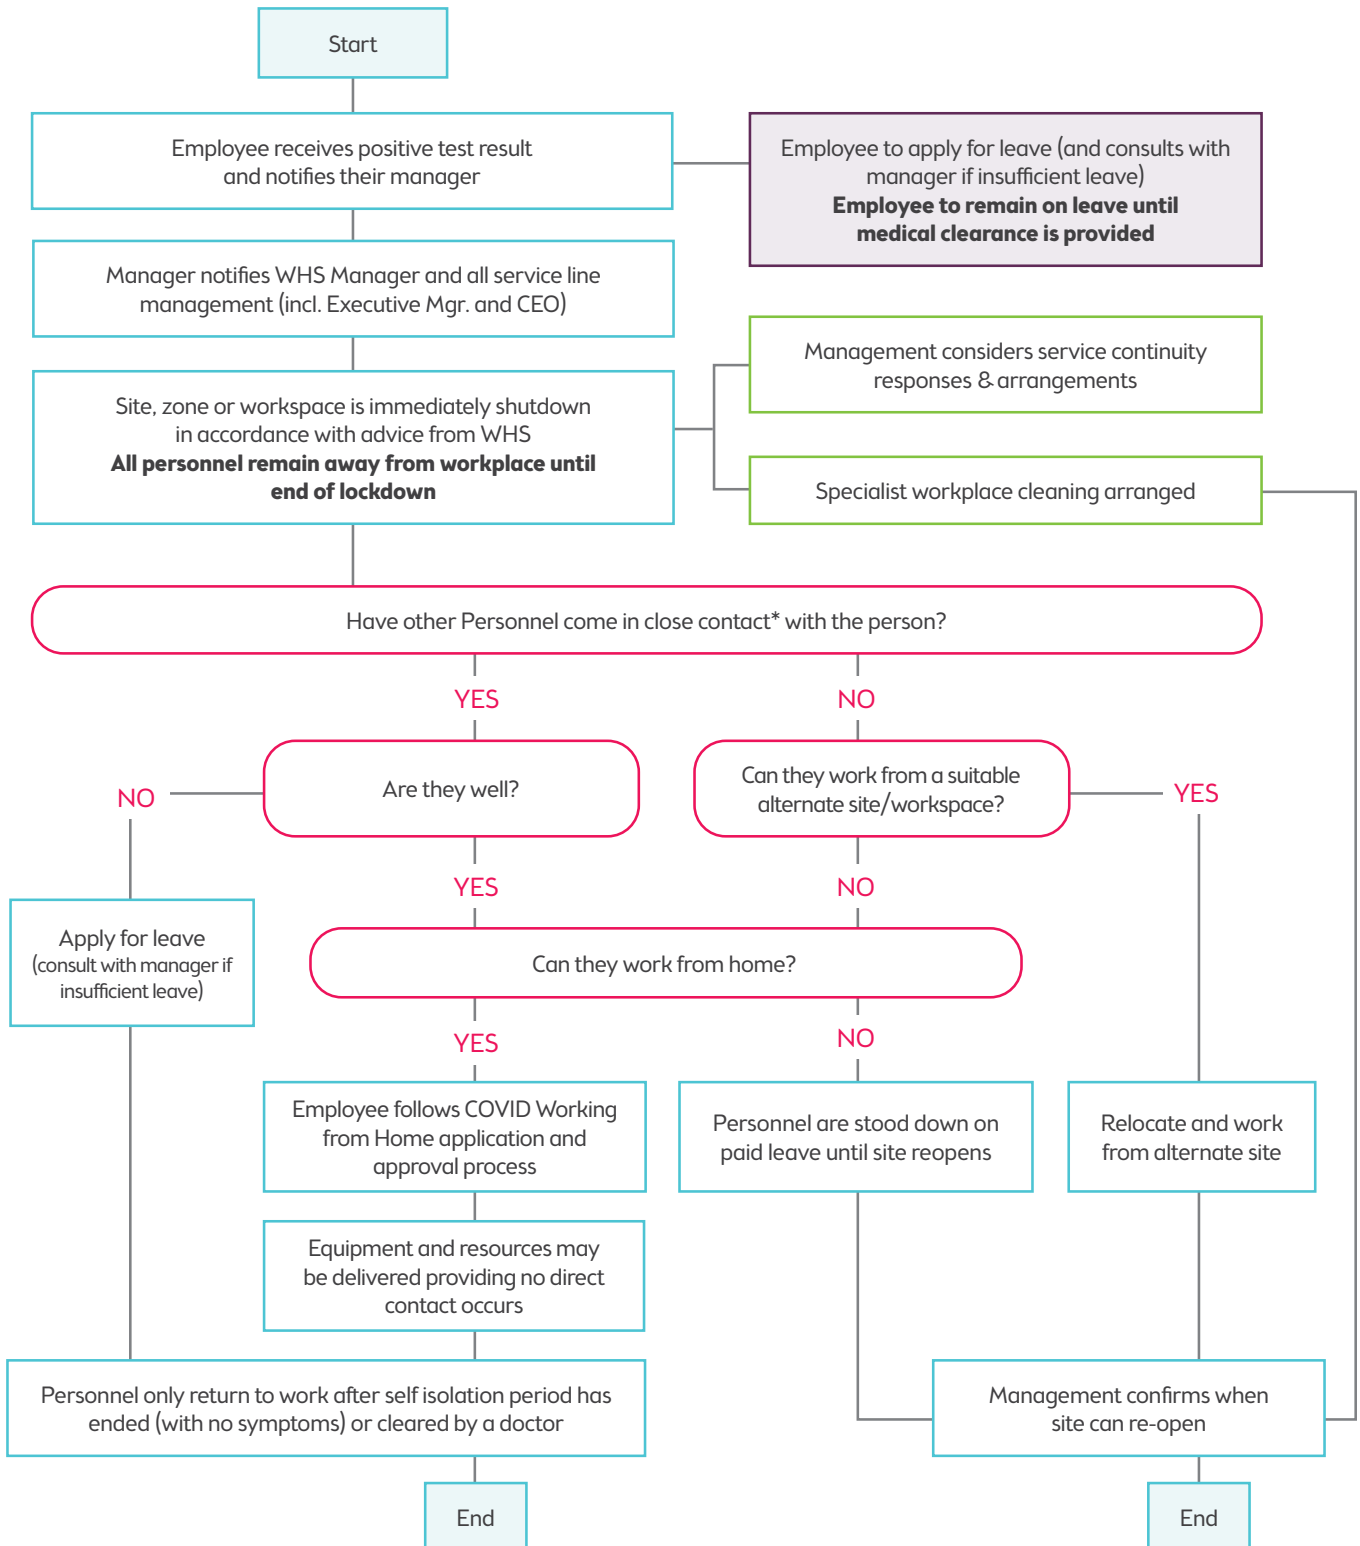 Start
Employee receives positive test result
and notifies their manager
Employee to apply for leave (and consults with
manager if insufficient leave)
Employee to remain on leave until
medical clearance is provided
Manager notifies WHS Manager and all service line
management (incl. Executive Mgr. and CEO)
Management considers service continuity
responses & arrangements
Site, zone or workspace is immediately shutdown
in accordance with advice from WHS
All personnel remain away from workplace until
end of lockdown
Specialist workplace cleaning arranged
Have other Personnel come in close contact* with the person?
YES
NO
Are they well?
Can they work from a suitable
alternate site/workspace?
NO
YES
YES
NO
Apply for leave
(consult with manager if
insufficient leave)
Can they work from home?
YES
NO
Employee follows COVID Working
from Home application and
approval process
Personnel are stood down on
paid leave until site reopens
Relocate and work
from alternate site
Equipment and resources may
be delivered providing no direct
contact occurs
Personnel only return to work after self isolation period has
ended (with no symptoms) or cleared by a doctor
Management confirms when
site can re-open
End
End